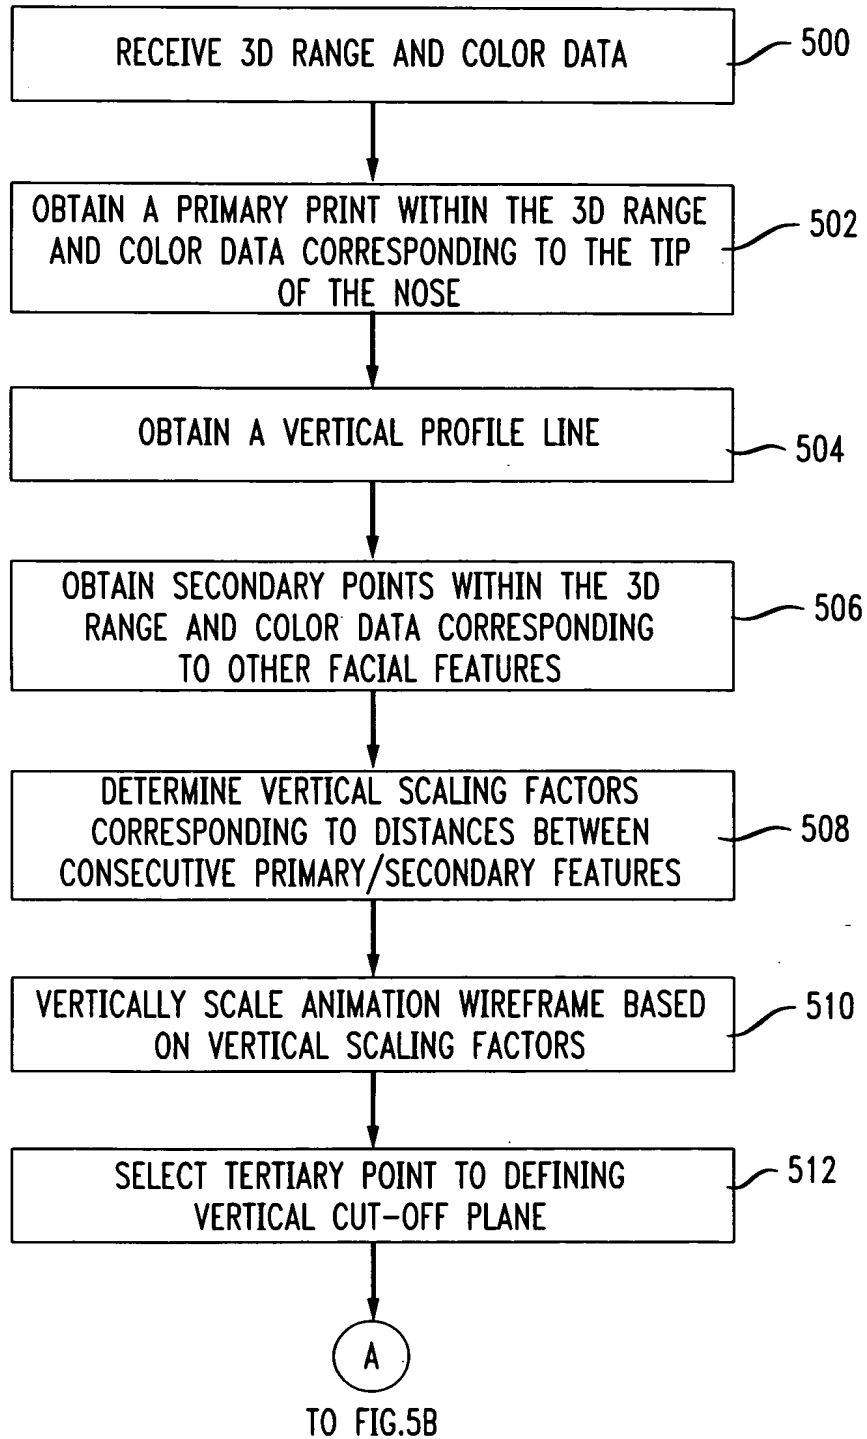 RECEIVE 3D RANGE AND COLOR DATA
500
OBTAIN A PRIMARY PRINT WITHIN THE 3D RANGE
AND COLOR DATA CORRESPONDING TO THE TIP
OF THE NOSE
502
OBTAIN A VERTICAL PROFILE LINE
504
OBTAIN SECONDARY POINTS WITHIN THE 3D
RANGE AND COLOR DATA CORRESPONDING
TO OTHER FACIAL FEATURES
506
DETERMINE VERTICAL SCALING FACTORS
CORRESPONDING TO DISTANCES BETWEEN
CONSECUTIVE PRIMARY/SECONDARY FEATURES
508
VERTICALLY SCALE ANIMATION WIREFRAME BASED
ON VERTICAL SCALING FACTORS
510
SELECT TERTIARY POINT TO DEFINING
VERTICAL CUT-OFF PLANE
512
A
TO FIG.5B